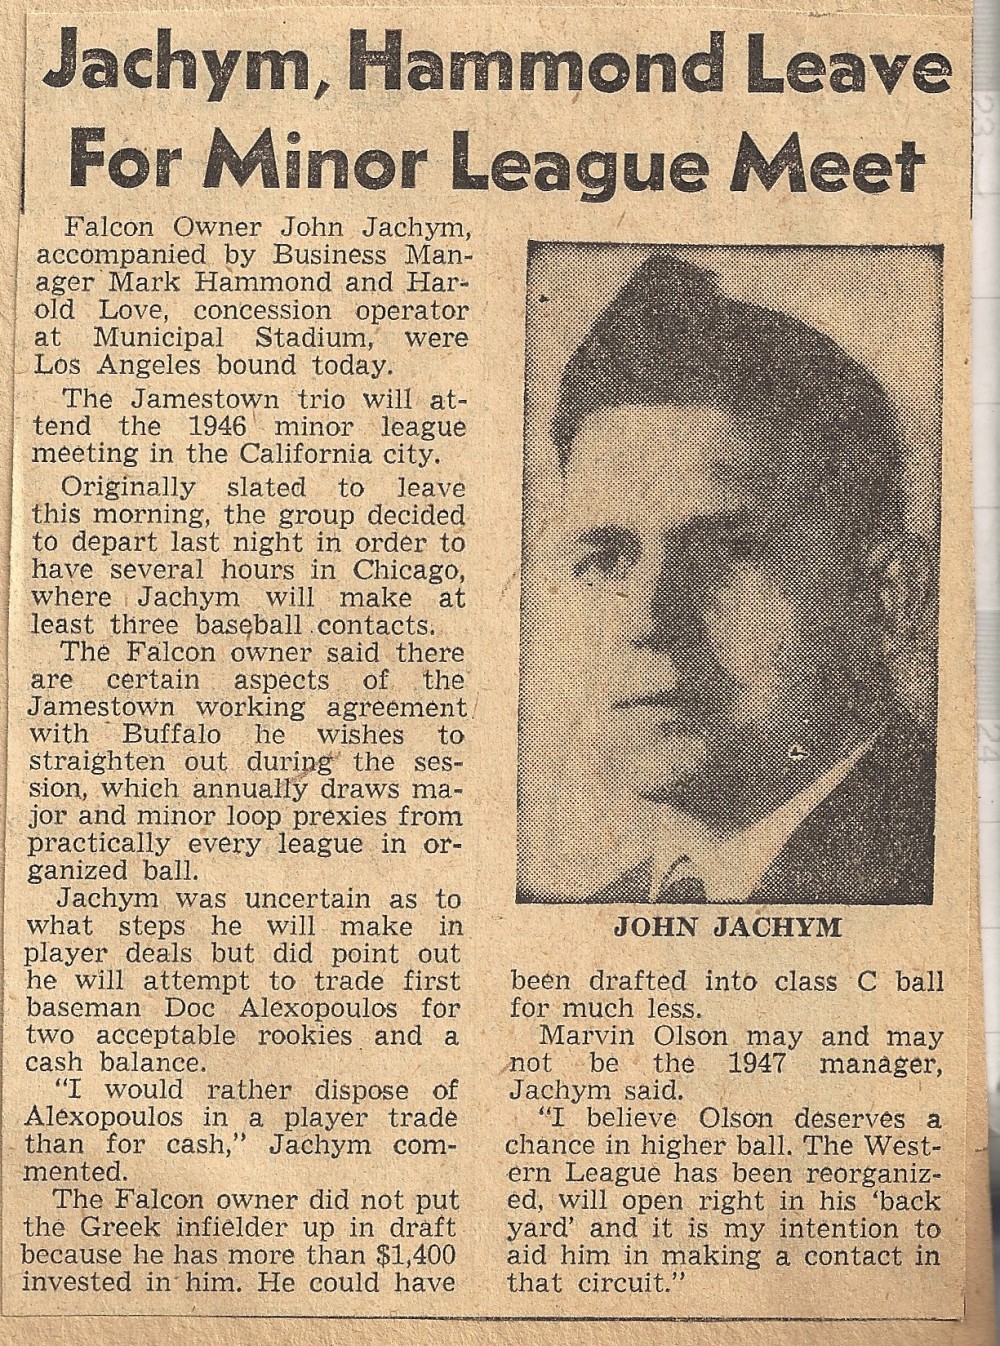 Jachym, Hammond Leave
For Minor League Meet
Falcon Owner John Jachym,
accompanied by Business Man-
ager Mark Hammond and Har-
old Love, concession operator
at Municipal Stadium, were
Los Angeles bound today.
The Jamestown trio will at-
tend the 1946 minor league
meeting in the California city.
Originally slated to leave
this morning, the group decided
to depart last night in order to
have several hours in Chicago,
where Jachym will make at
least three baseball contacts.
The Falcon owner said there
are certain aspects of the
Jamestown working agreement
with Buffalo he wishes to
straighten out during the ses-
sion, which annually draws ma-
jor and minor loop prexies from
practically every league in or-
ganized ball.
Jachym was uncertain as to
what steps he will make in
player deals but did point out
he will attempt to trade first
baseman Doc Alexopoulos for
two acceptable rookies and a
cash balance.
"I would rather dispose of
Alexopoulos in a player trade
than for cash," Jachym com-
mented.
The Falcon owner did not put
the Greek infielder up in draft
because he has more than $1,400
invested in him. He could have
JOHN JACHYM
been drafted into class C ball
for much less.
Marvin Olson may and may
not be the 1947 manager,
Jachym said.
"I believe Olson deserves a
chance in higher ball. The West-
ern League has been reorganiz-
ed, will open right in his 'back
yard' and it is my intention to
aid him in making a contact in
that circuit."
23
24